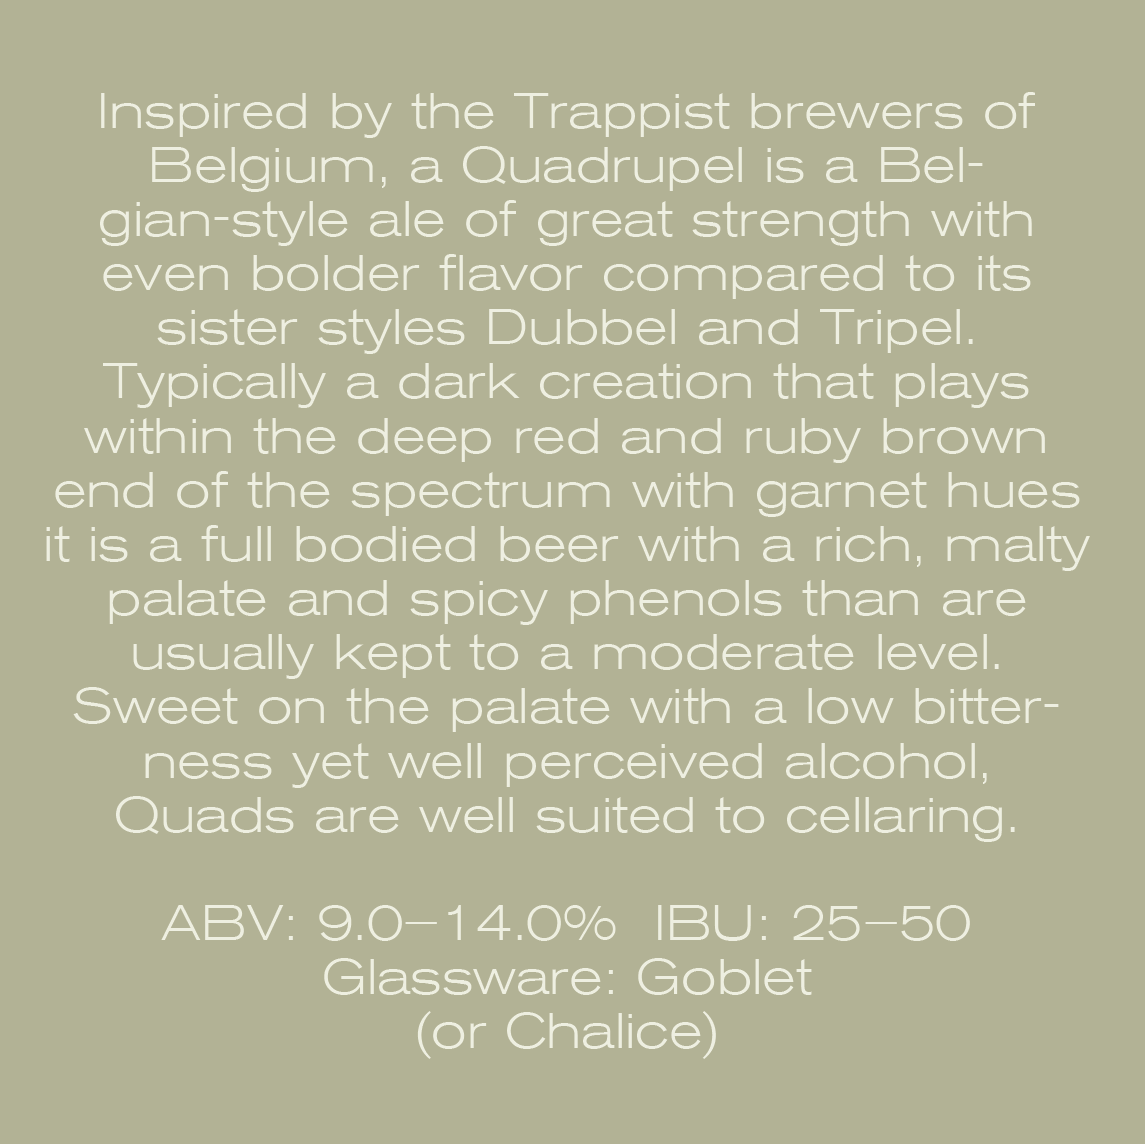 Inspired by the Trappist brewers of
Belgium, a Quadrupel is a Bel-
gian-style ale of great strength with
even bolder flavor compared to its
sister styles Dubbel and Tripel.
Typically a dark creation that plays
within the deep red and ruby brown
end of the spectrum with garnet hues
it is a full bodied beer with a rich, malty
palate and spicy phenols than are
usually kept to a moderate level.
Sweet on the palate with a low bitter-
ness yet well perceived alcohol,
Quads are well suited to cellaring.
ABV: 9.0–14.0%  IBU: 25–50
Glassware: Goblet
(or Chalice)